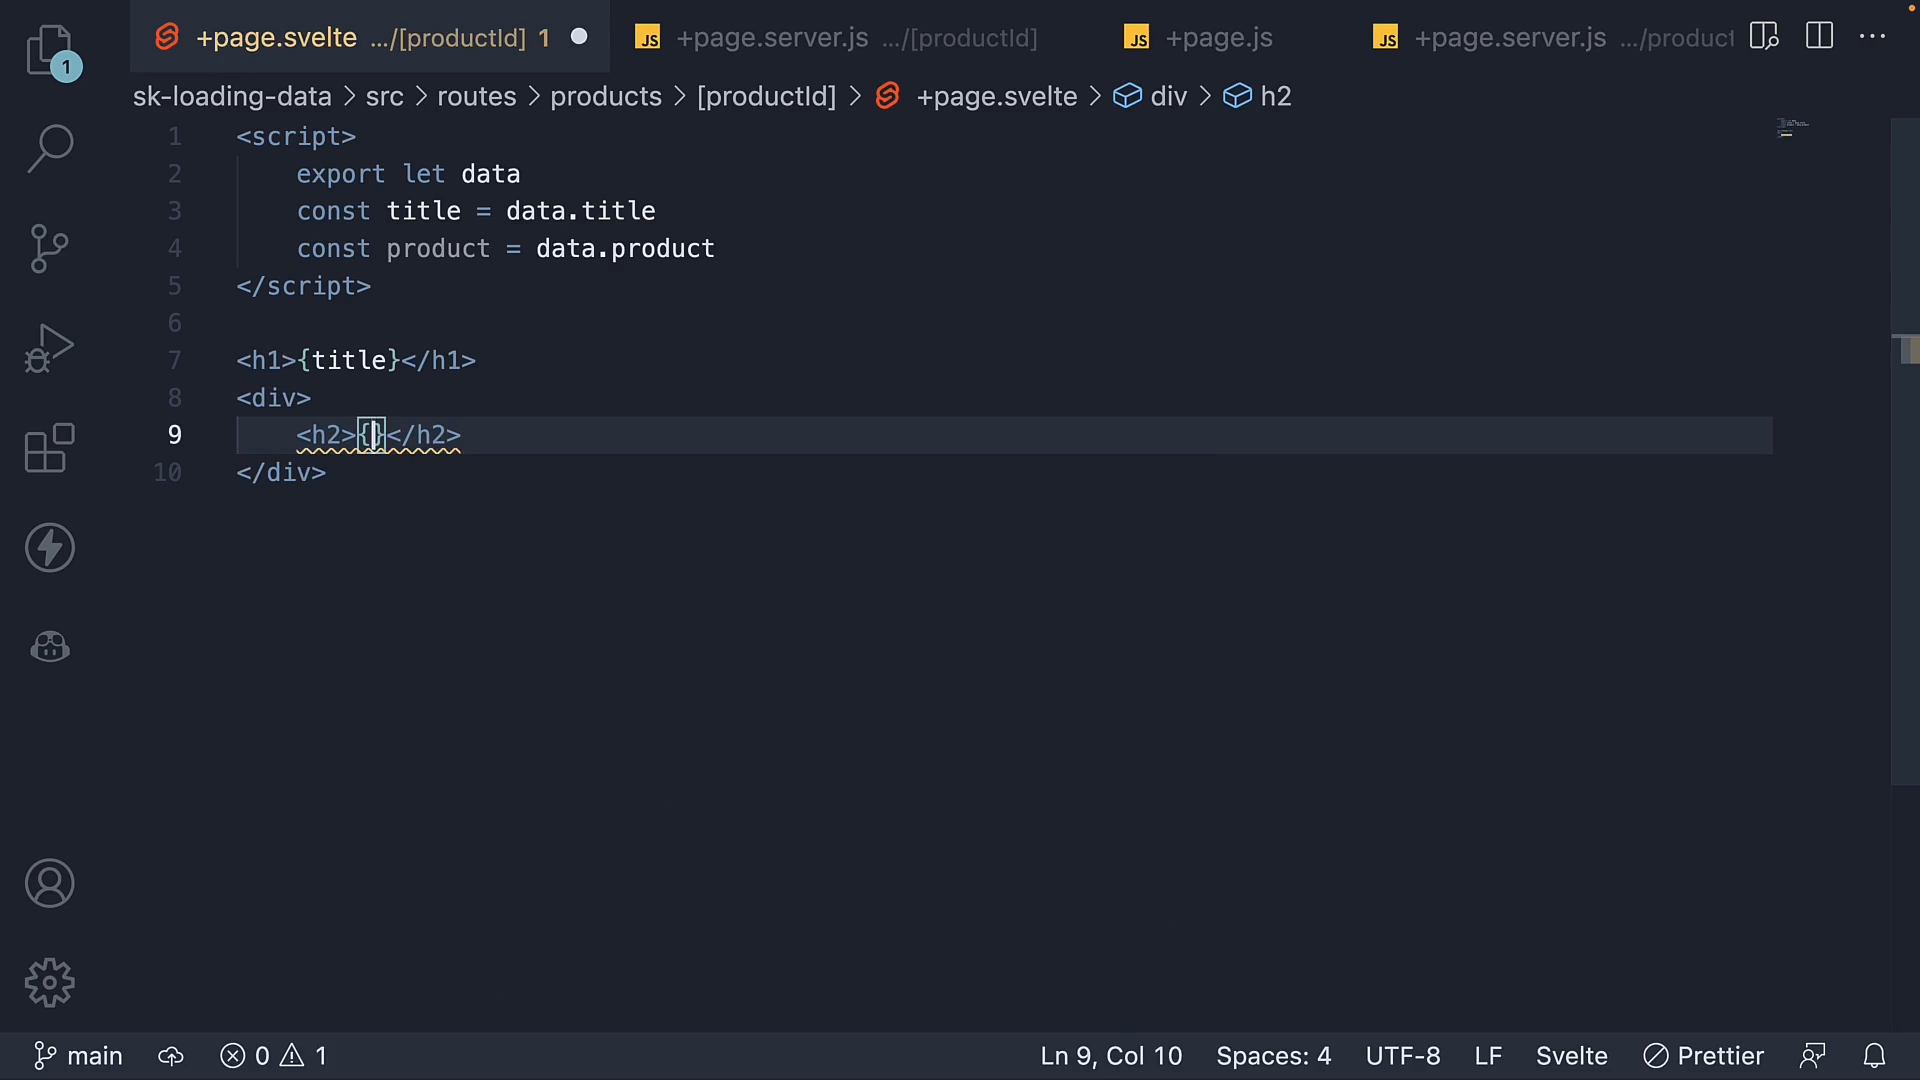 +page.svelte .../[productId] 1
JS +page.server.js .../[productId]
JS +page.js
JS +page.server.js .../product
1
sk-loading-data > src > routes > products > [productId] > +page.svelte > div > h2
1 <script>
2 export let data
3 const title = data.title
4 const product = data.product
5 </script>
6
7 <h1>{title}</h1>
8 <div>
9 <h2>{}</h2>
10 </div>
main 0 1 Ln 9, Col 10 Spaces: 4 UTF-8 LF Svelte Prettier